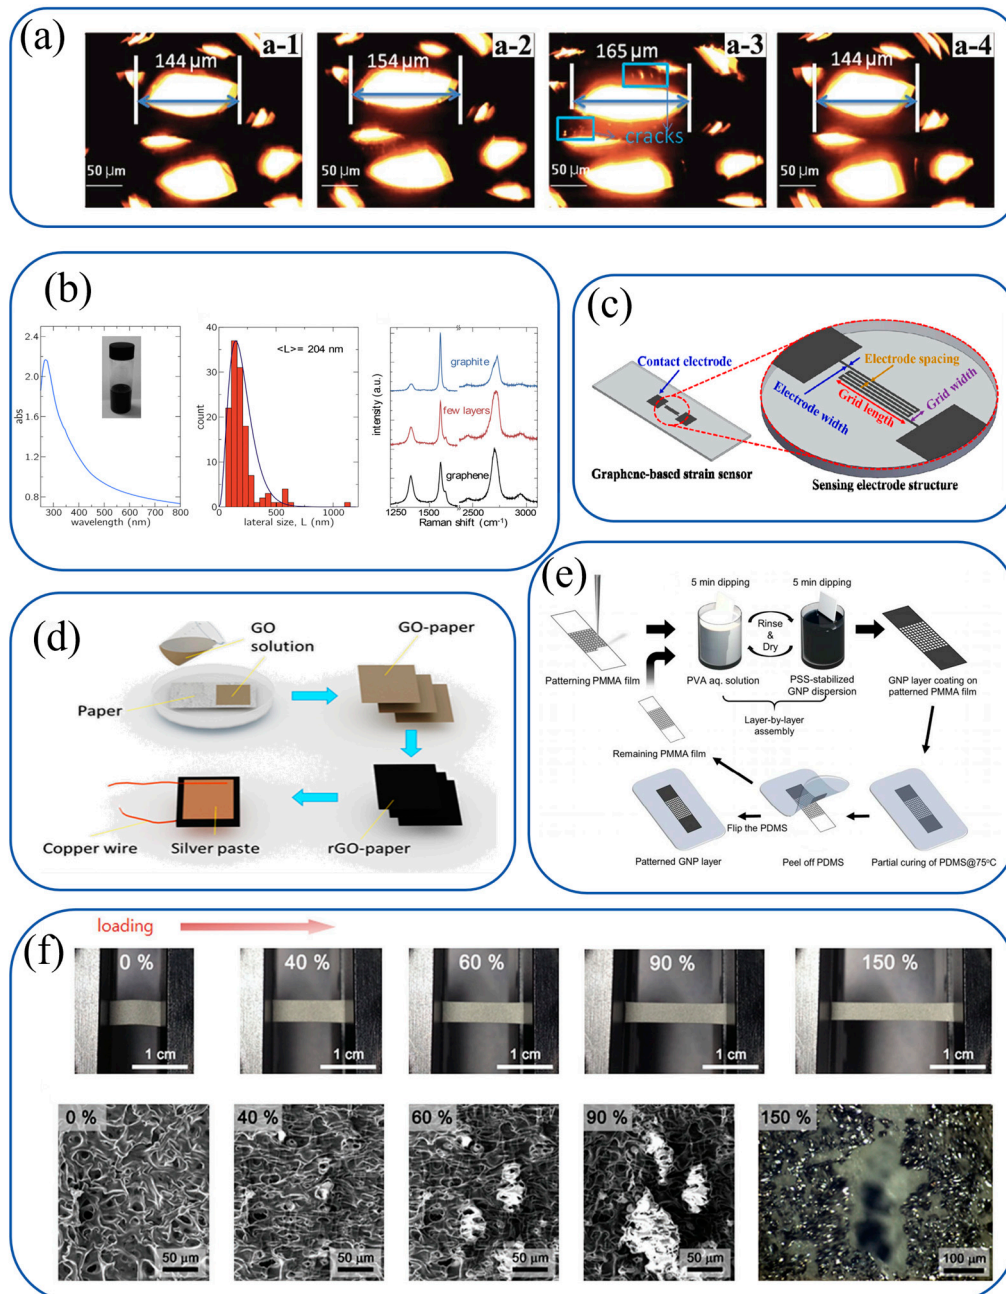 (a)
a-1
144 μm
50 μm
a-2
154 μm
50 μm
a-3
165 μm
cracks
50 μm
a-4
144 μm
50 μm
(b)
2.4
2.0
1.6
1.2
0.8
abs
300 400 500 600 700 800
wavelength (nm)
40
30
20
10
0
count
<L>= 204 nm
0 500 1000
lateral size, L (nm)
intensity (a.u.)
graphite
few layers
graphene
1250 1500 2500 3000
Raman shift (cm-1)
(c)
Contact electrode
Graphene-based strain sensor
Electrode spacing
Grid width
Grid length
Electrode width
Sensing electrode structure
(d)
GO
solution
Paper
GO-paper
Copper wire
Silver paste
rGO-paper
(e)
Patterning PMMA film
5 min dipping
5 min dipping
Rinse
&
Dry
PVA aq. solution
PSS-stabilized
GNP dispersion
GNP layer coating on
patterned PMMA film
Layer-by-layer
assembly
Remaining PMMA film
Flip the PDMS
Patterned GNP layer
Peel off PDMS
Partial curing of PDMS@75°C
(f)
loading
0 %
1 cm
40 %
1 cm
60 %
1 cm
90 %
1 cm
150 %
1 cm
0 %
50 μm
40 %
50 μm
60 %
50 μm
90 %
50 μm
150 %
100 μm